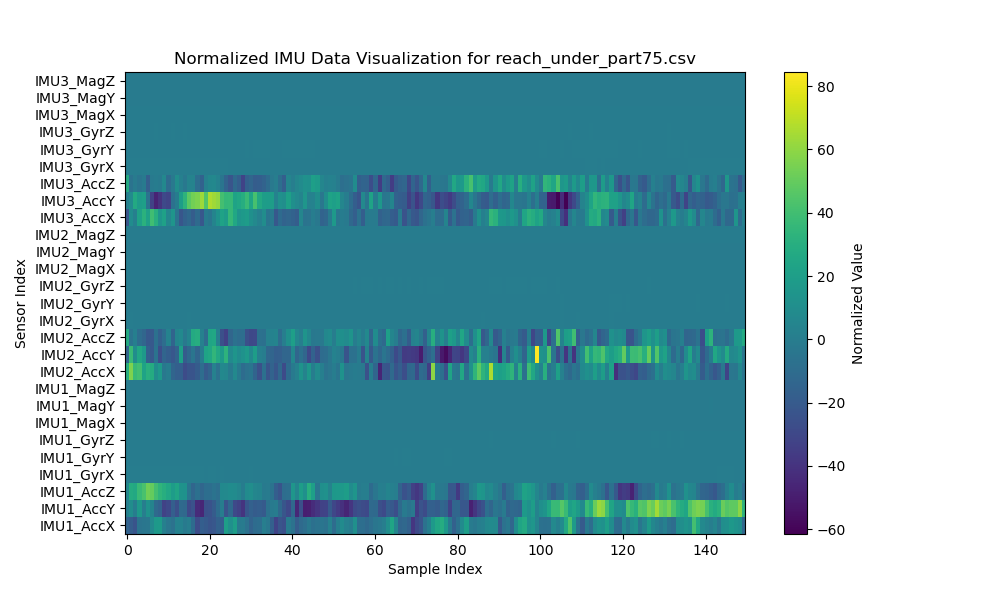 Normalized IMU Data Visualization for reach_under_part75.csv
IMU3_MagZ
IMU3_MagY
IMU3_MagX
IMU3_GyrZ
IMU3_GyrY
IMU3_GyrX
IMU3_AccZ
IMU3_AccY
IMU3_AccX
IMU2_MagZ
IMU2_MagY
IMU2_MagX
IMU2_GyrZ
IMU2_GyrY
IMU2_GyrX
IMU2_AccZ
IMU2_AccY
IMU2_AccX
IMU1_MagZ
IMU1_MagY
IMU1_MagX
IMU1_GyrZ
IMU1_GyrY
IMU1_GyrX
IMU1_AccZ
IMU1_AccY
IMU1_AccX
Sensor Index
0 20 40 60 80 100 120 140
Sample Index
80
60
40
20
0
−20
−40
−60
Normalized Value